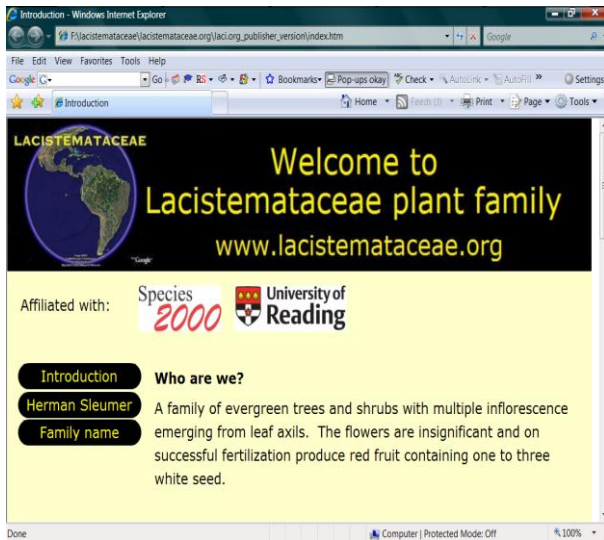 Introduction - Windows Internet Explorer
F:\lacistemataceae\lacistemataceae.org\laci.org_publisher_version\index.htm
Google
File Edit View Favorites Tools Help
Google G Go RS Bookmarks Pop-ups okay Check AutoLink AutoFill » Settings
Introduction Home Feeds (J) Print Page Tools
LACISTEMATACEAE
Welcome to
Lacistemataceae plant family
www.lacistemataceae.org
Google
Affiliated with:
Species
2000
University of
Reading
Introduction
Herman Sleumer
Family name
Who are we?
A family of evergreen trees and shrubs with multiple inflorescence
emerging from leaf axils. The flowers are insignificant and on
successful fertilization produce red fruit containing one to three
white seed.
Done Computer | Protected Mode: Off 100%